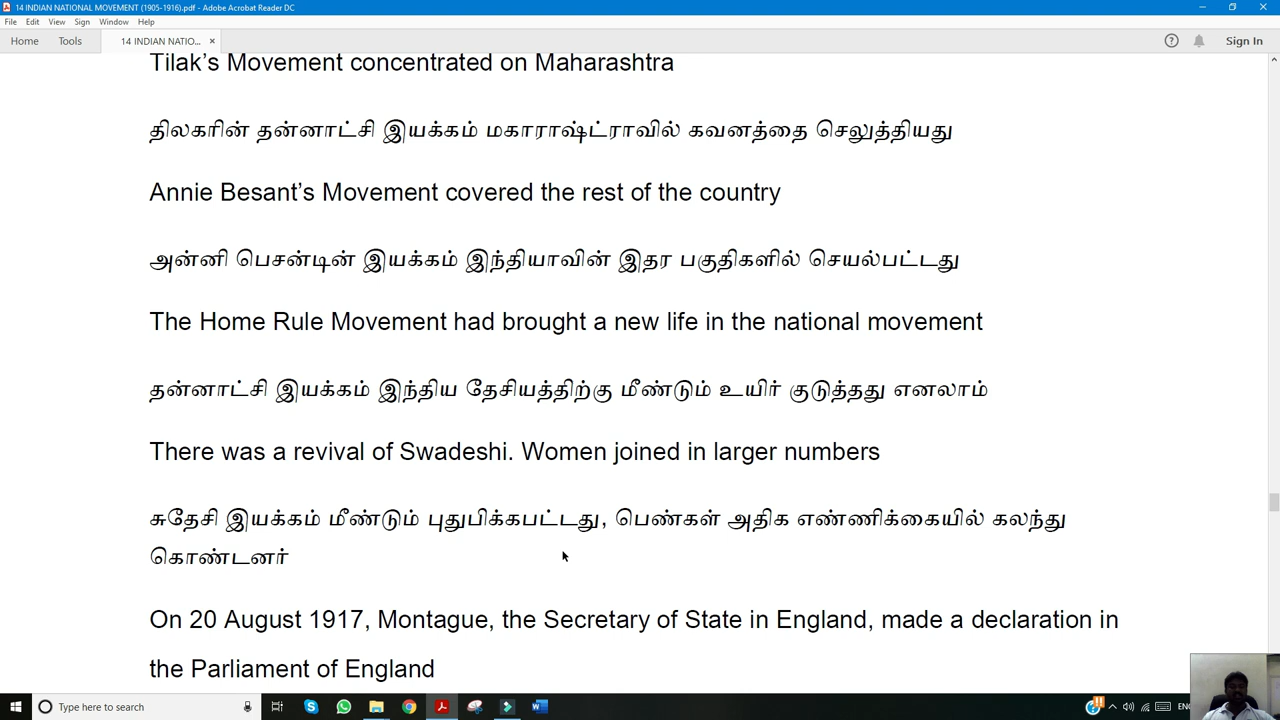 14 INDIAN NATIONAL MOVEMENT (1905-1916).pdf - Adobe Acrobat Reader DC
File Edit View Sign Window Help
Home Tools 14 INDIAN NATIO... × Sign In
Tilak's Movement concentrated on Maharashtra
திலகரின் தன்னாட்சி இயக்கம் மகாராஷ்ட்ராவில் கவனத்தை செலுத்தியது
Annie Besant's Movement covered the rest of the country
அன்னி பெசன்டின் இயக்கம் இந்தியாவின் இதர பகுதிகளில் செயல்பட்டது
The Home Rule Movement had brought a new life in the national movement
தன்னாட்சி இயக்கம் இந்திய தேசியத்திற்கு மீண்டும் உயிர் குடுத்தது எனலாம்
There was a revival of Swadeshi. Women joined in larger numbers
சுதேசி இயக்கம் மீண்டும் புதுபிக்கபட்டது, பெண்கள் அதிக எண்ணிக்கையில் கலந்து
கொண்டனர்
On 20 August 1917, Montague, the Secretary of State in England, made a declaration in
the Parliament of England
Type here to search